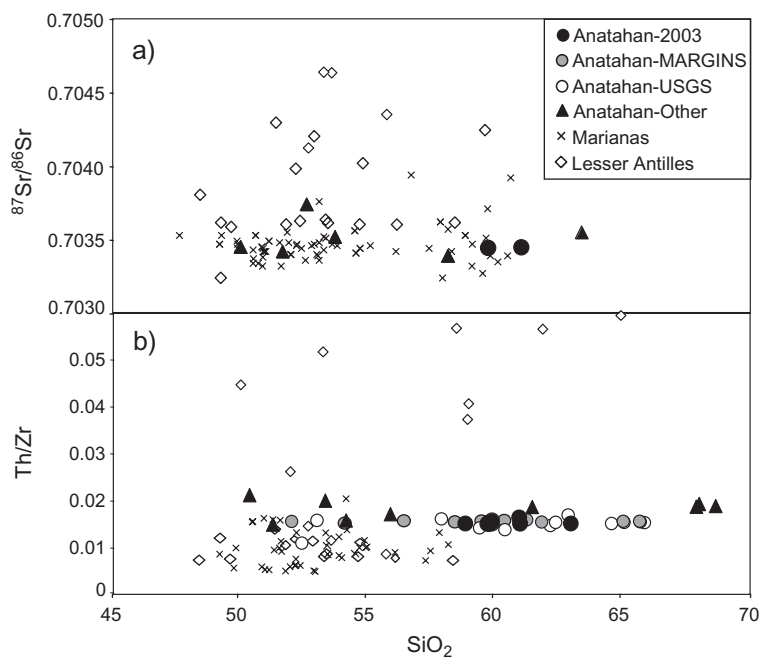 0.7050
0.7045
0.7040
0.7035
0.7030
⁸⁷Sr/⁸⁶Sr
a)
Anatahan-2003
Anatahan-MARGINS
Anatahan-USGS
Anatahan-Other
Marianas
Lesser Antilles
b)
0.05
0.04
0.03
0.02
0.01
0
Th/Zr
45
50
55
60
65
70
SiO₂